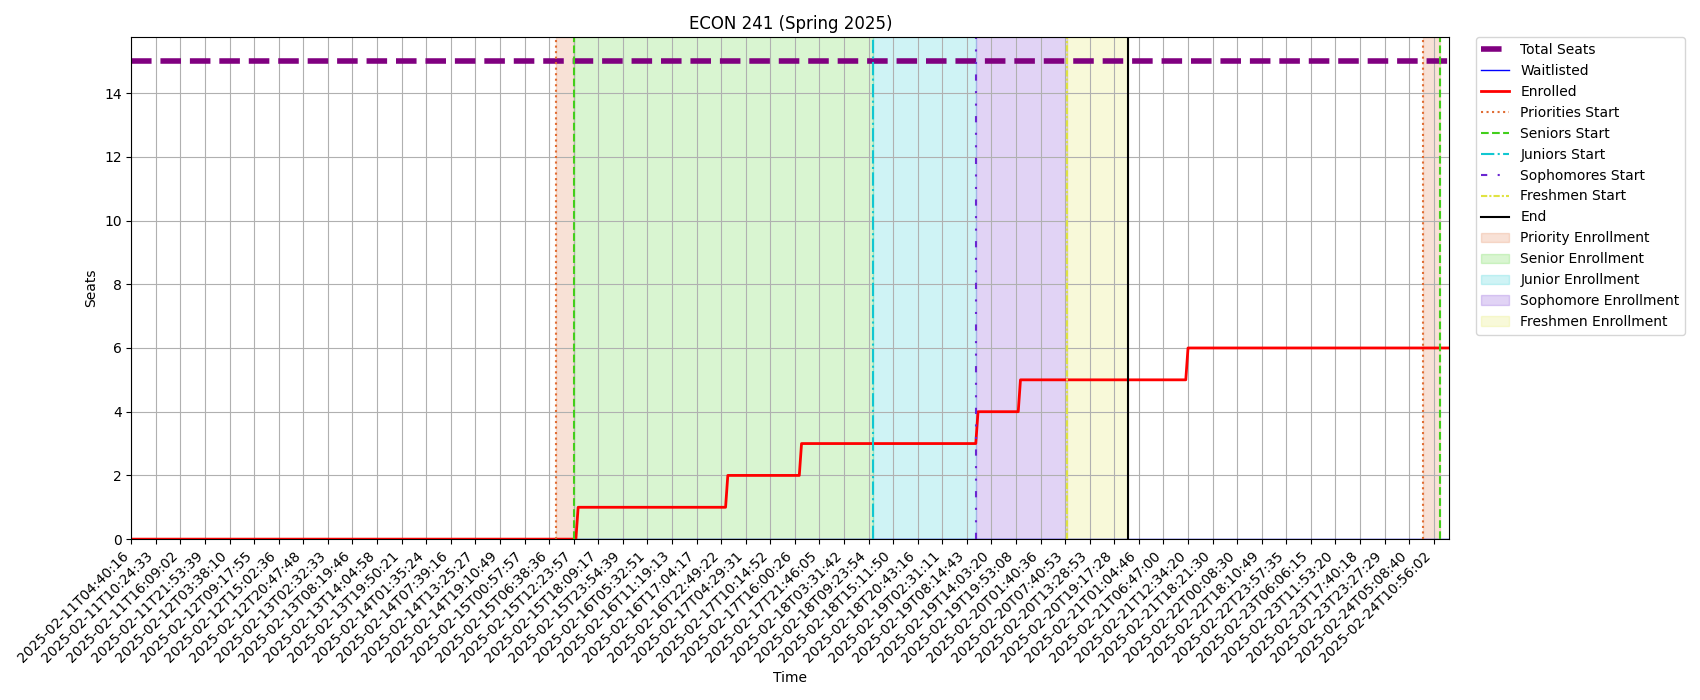 ECON 241 (Spring 2025)
Total Seats
Waitlisted
Enrolled
Priorities Start
Seniors Start
Juniors Start
Sophomores Start
Freshmen Start
End
Priority Enrollment
Senior Enrollment
Junior Enrollment
Sophomore Enrollment
Freshmen Enrollment
Seats
14
12
10
8
6
4
2
0
2025-02-11T04:40:16
2025-02-11T10:24:33
2025-02-11T16:09:02
2025-02-11T21:53:39
2025-02-12T03:38:10
2025-02-12T09:17:55
2025-02-12T15:02:36
2025-02-12T20:47:48
2025-02-13T02:32:33
2025-02-13T08:19:46
2025-02-13T14:04:58
2025-02-13T19:50:21
2025-02-14T01:35:24
2025-02-14T07:39:16
2025-02-14T13:25:27
2025-02-14T19:10:49
2025-02-15T00:57:57
2025-02-15T06:38:36
2025-02-15T12:23:57
2025-02-15T18:09:17
2025-02-15T23:54:39
2025-02-16T05:32:51
2025-02-16T11:19:13
2025-02-16T17:04:17
2025-02-16T22:49:22
2025-02-17T04:29:31
2025-02-17T10:14:52
2025-02-17T16:00:26
2025-02-17T21:46:05
2025-02-18T03:31:42
2025-02-18T09:23:54
2025-02-18T15:11:50
2025-02-18T20:43:16
2025-02-19T02:31:11
2025-02-19T08:14:43
2025-02-19T14:03:20
2025-02-19T19:53:08
2025-02-20T01:40:36
2025-02-20T07:40:53
2025-02-20T13:28:53
2025-02-20T19:17:28
2025-02-21T01:04:46
2025-02-21T06:47:00
2025-02-21T12:34:20
2025-02-21T18:21:30
2025-02-22T00:08:30
2025-02-22T18:10:49
2025-02-22T23:57:35
2025-02-23T06:06:15
2025-02-23T11:53:20
2025-02-23T17:40:18
2025-02-23T23:27:29
2025-02-24T05:08:40
2025-02-24T10:56:02
Time